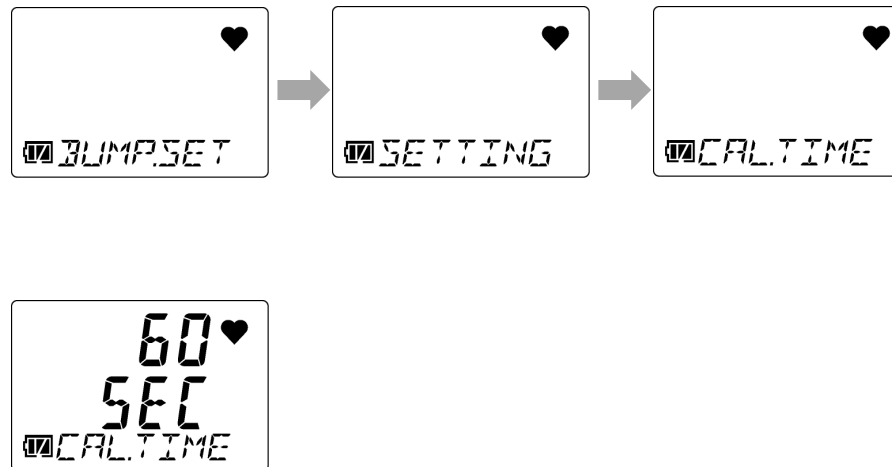 BUMP.SET
SETTING
CAL.TIME
60
SEC
CAL.TIME